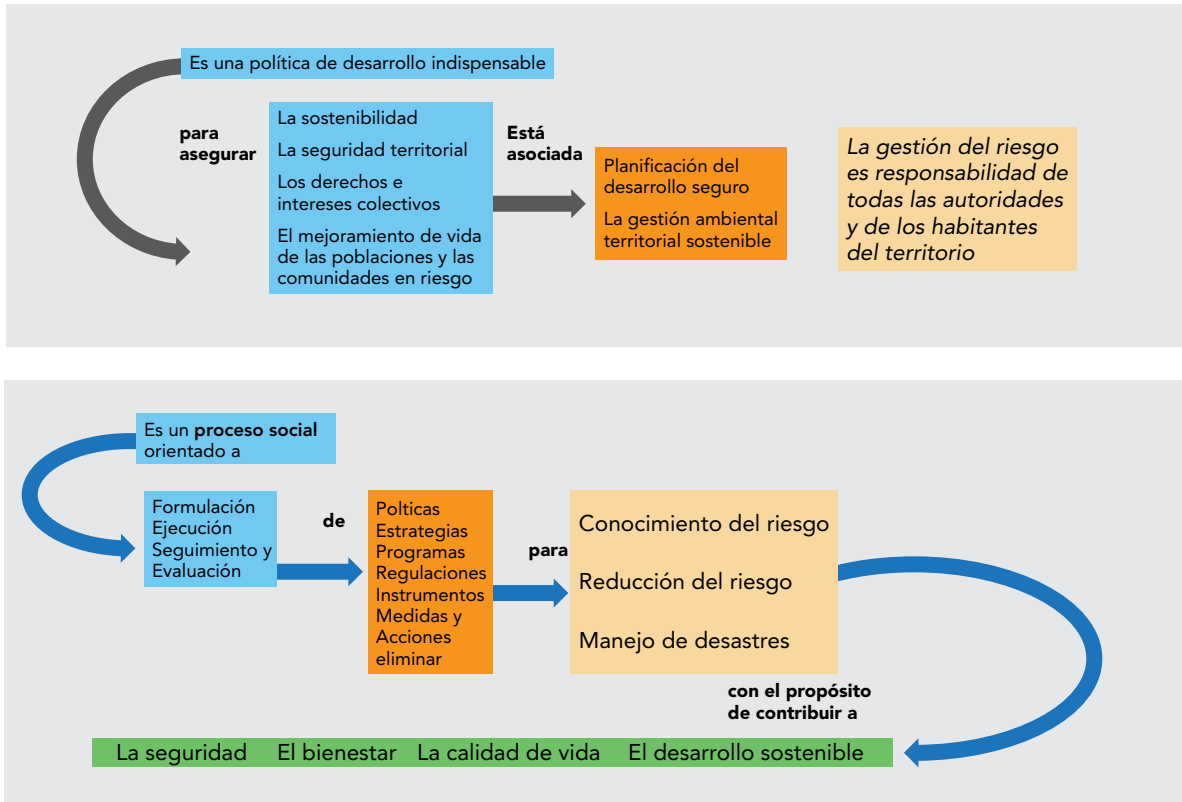 Es una política de desarrollo indispensable
para
asegurar
La sostenibilidad
La seguridad territorial
Los derechos e
intereses colectivos
El mejoramiento de vida
de las poblaciones y las
comunidades en riesgo
Está
asociada
Planificación del
desarrollo seguro
La gestión ambiental
territorial sostenible
La gestión del riesgo
es responsabilidad de
todas las autoridades
y de los habitantes
del territorio
Es un proceso social
orientado a
Formulación
Ejecución
Seguimiento y
Evaluación
de
Polticas
Estrategias
Programas
Regulaciones
Instrumentos
Medidas y
Acciones
eliminar
para
Conocimiento del riesgo
Reducción del riesgo
Manejo de desastres
con el propósito
de contribuir a
La seguridad El bienestar La calidad de vida El desarrollo sostenible